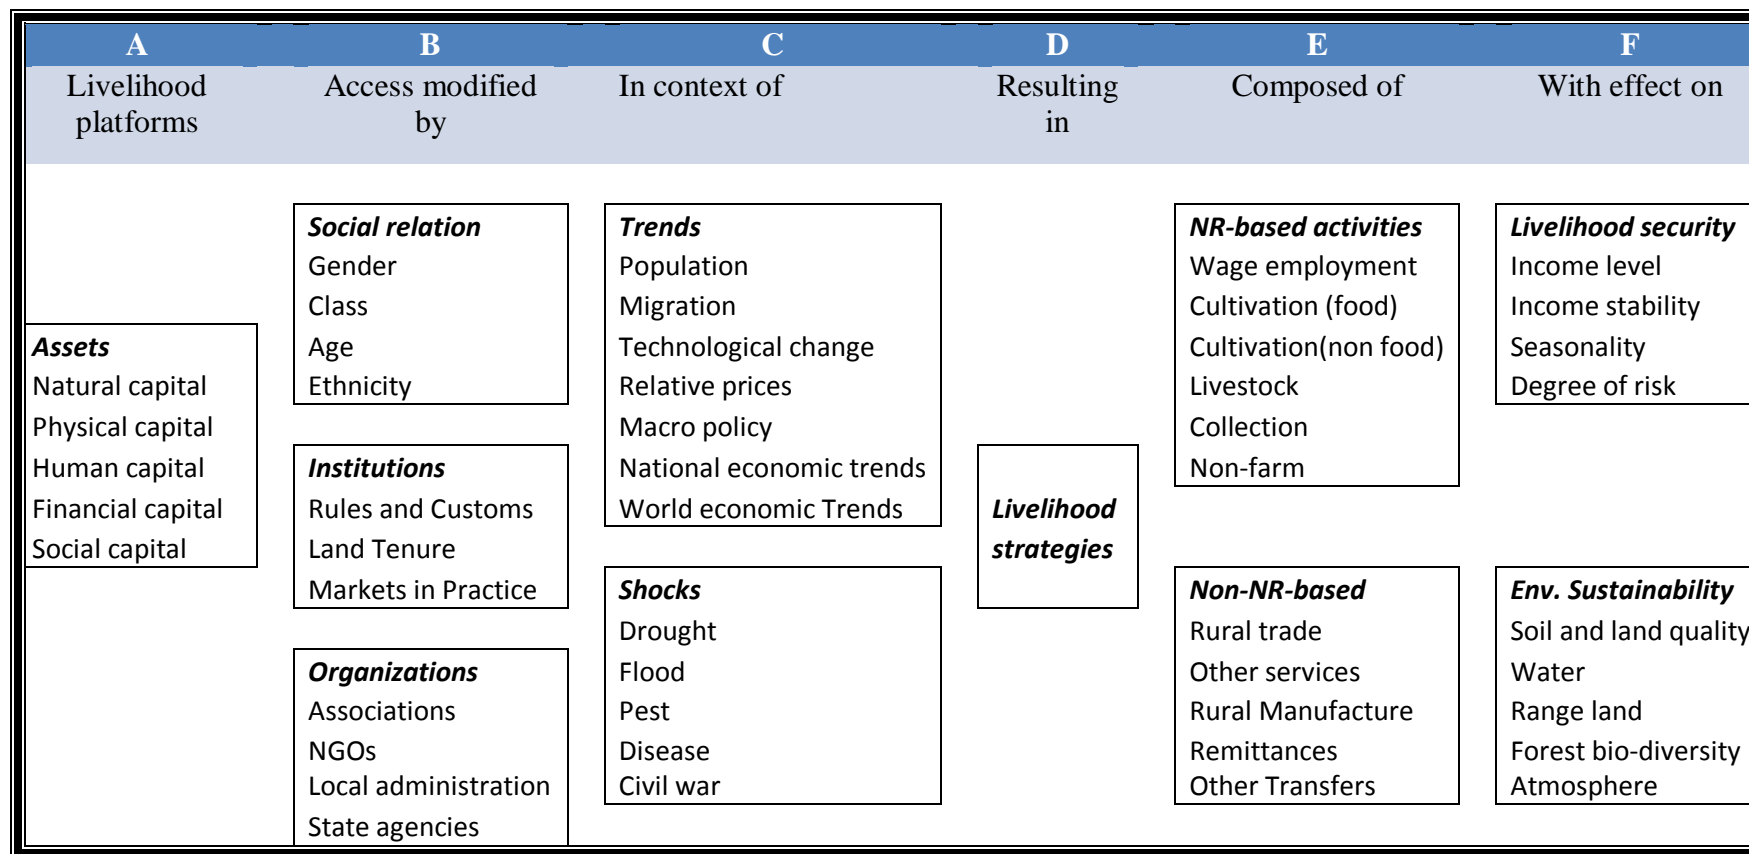 A
B
C
D
E
F
Livelihood
platforms
Access modified
by
In context of
Resulting
in
Composed of
With effect on
Assets
Natural capital
Physical capital
Human capital
Financial capital
Social capital
Social relation
Gender
Class
Age
Ethnicity
Institutions
Rules and Customs
Land Tenure
Markets in Practice
Organizations
Associations
NGOs
Local administration
State agencies
Trends
Population
Migration
Technological change
Relative prices
Macro policy
National economic trends
World economic Trends
Shocks
Drought
Flood
Pest
Disease
Civil war
Livelihood
strategies
NR-based activities
Wage employment
Cultivation (food)
Cultivation(non food)
Livestock
Collection
Non-farm
Non-NR-based
Rural trade
Other services
Rural Manufacture
Remittances
Other Transfers
Livelihood security
Income level
Income stability
Seasonality
Degree of risk
Env. Sustainability
Soil and land quality
Water
Range land
Forest bio-diversity
Atmosphere